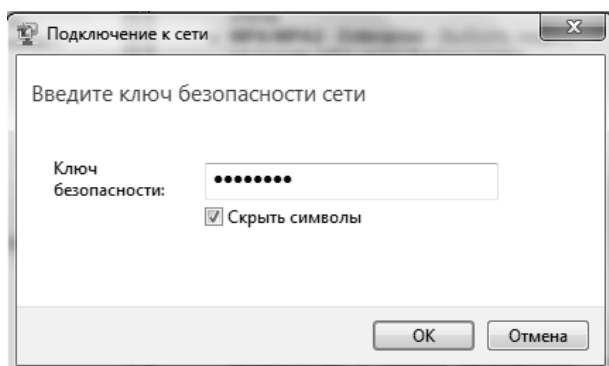 Подключение к сети
Введите ключ безопасности сети
Ключ
безопасности:
••••••••
Скрыть символы
OK
Отмена